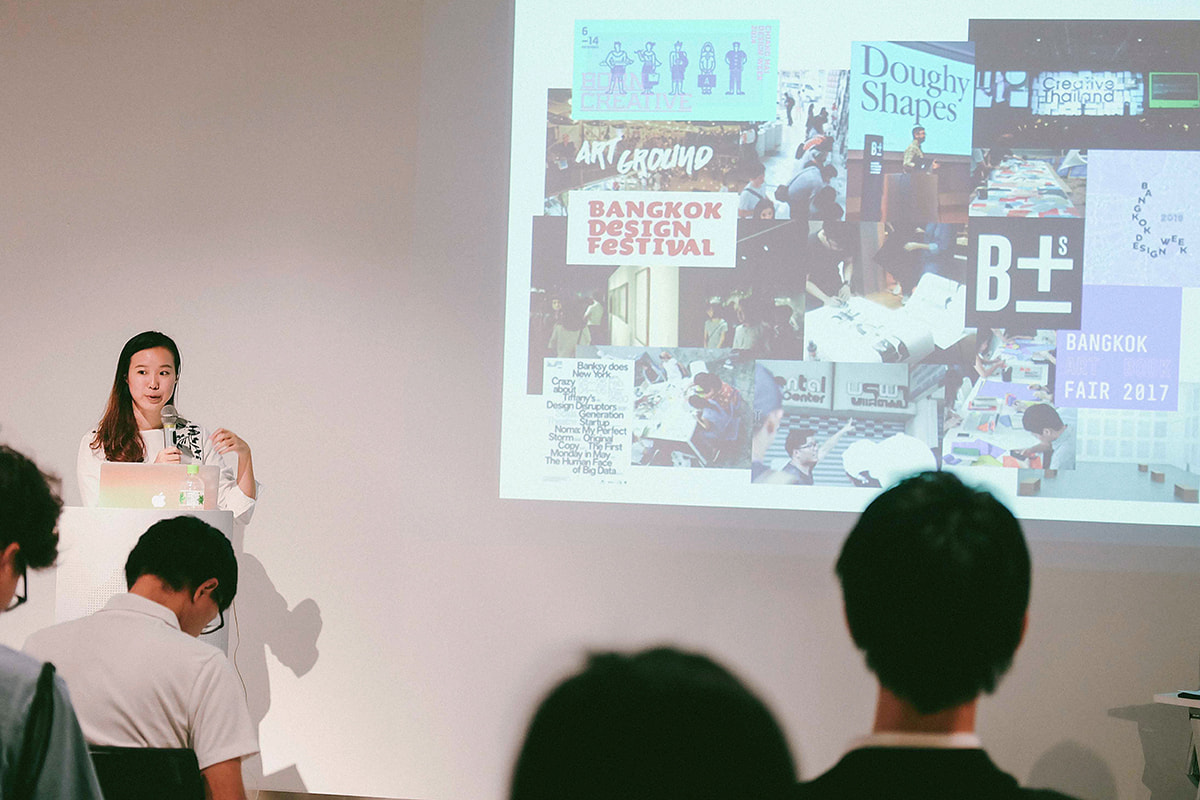 5
—14
BORN
CREATIVE
ART GROUND
BANGKOK
DESIGN
FESTIVAL
Doughy
Shapes
B±
Creative
Thailand
BANGKOK
DESIGN WEEK
2018
B±s
BANGKOK
ART BOOK
FAIR 2017
Banksy does
New York
Crazy
about
Tiffany's
Design Disruptors
Generation
Startup
Noma: My Perfect
Storm
Original
Copy
The First
Monday in May
The Human Face
of Big Data